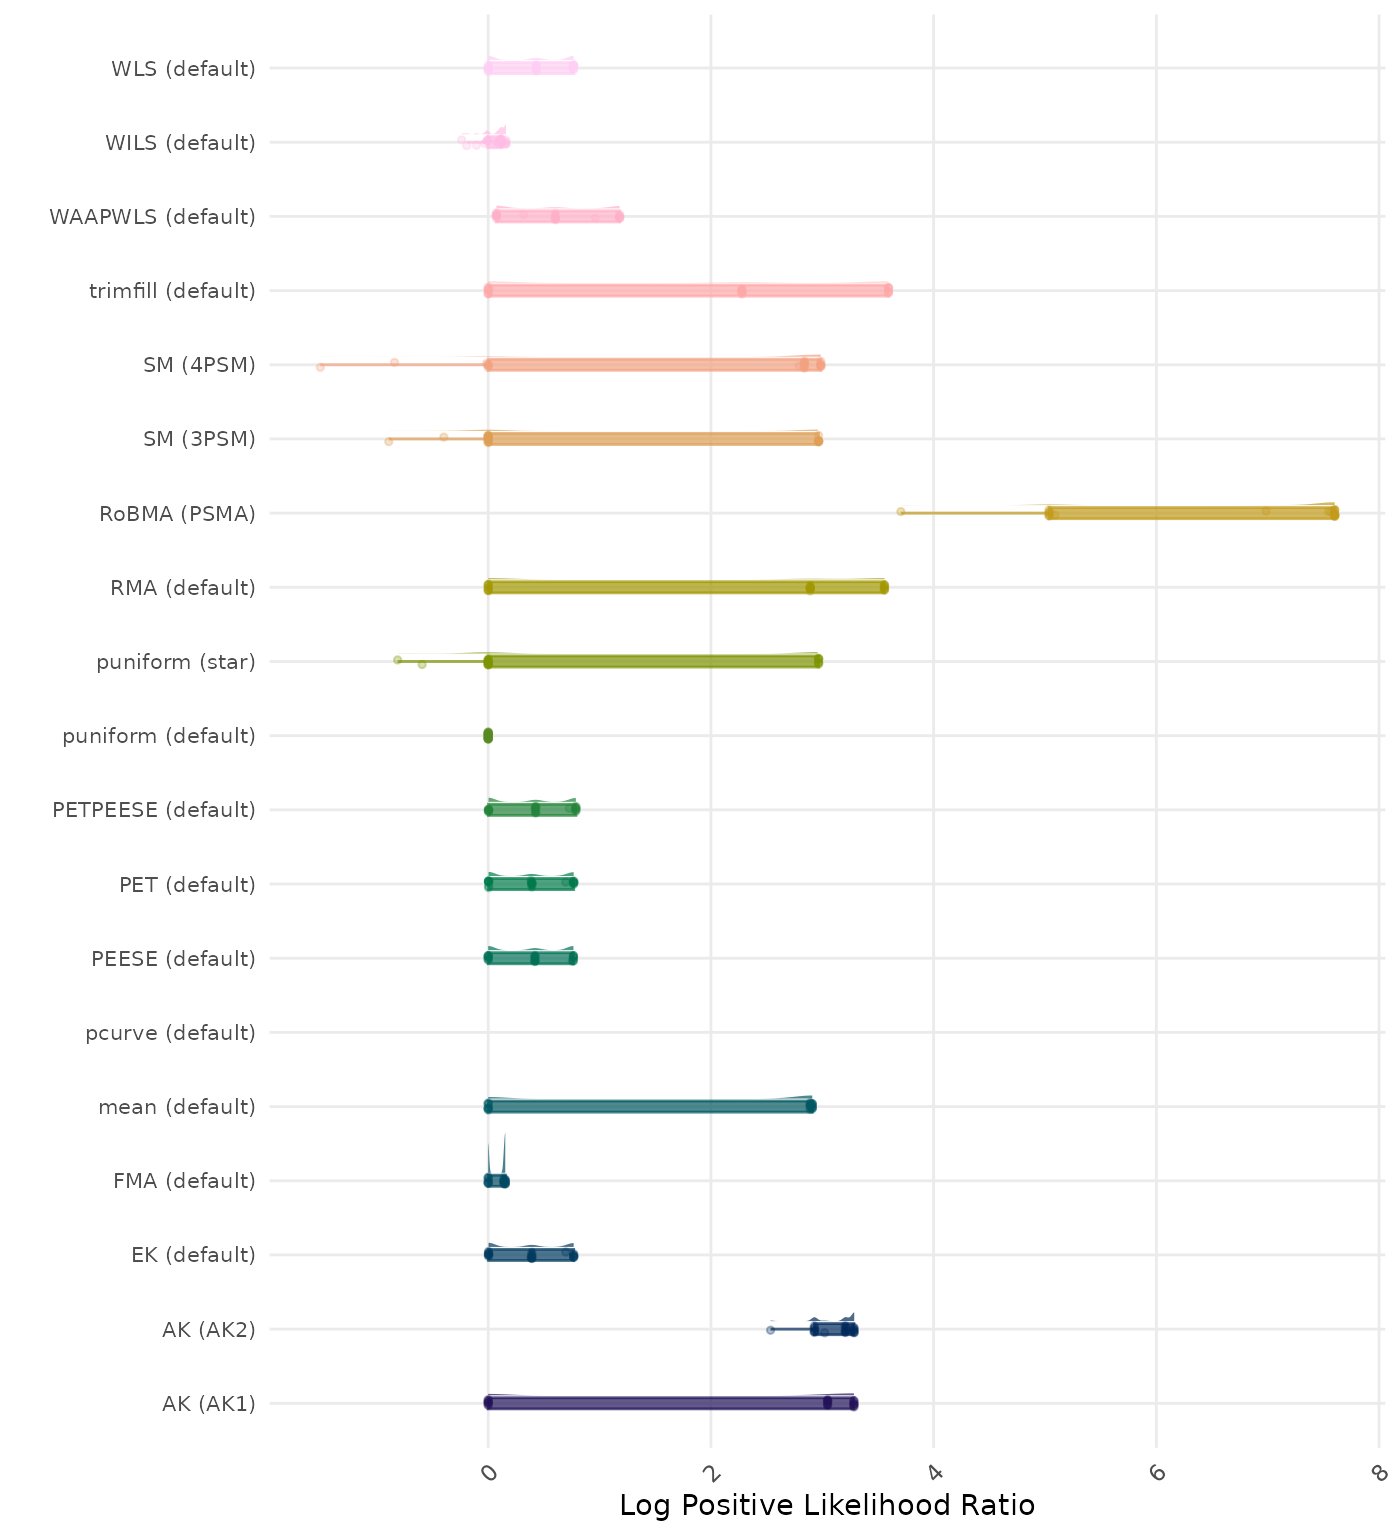 WLS (default)
WILS (default)
WAAPWLS (default)
trimfill (default)
SM (4PSM)
SM (3PSM)
RoBMA (PSMA)
RMA (default)
puniform (star)
puniform (default)
PETPEESE (default)
PET (default)
PEESE (default)
pcurve (default)
mean (default)
FMA (default)
EK (default)
AK (AK2)
AK (AK1)
0 2 4 6 8
Log Positive Likelihood Ratio